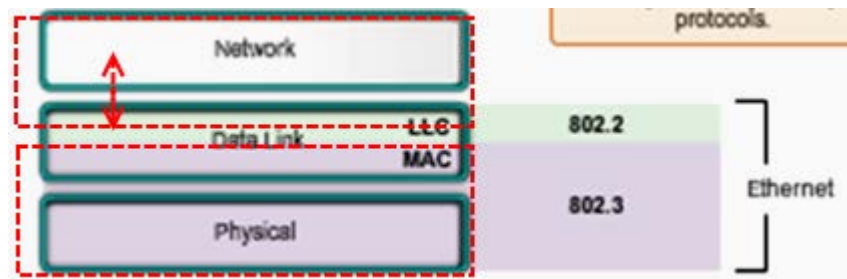 protocols.
Network
Data Link
LLC
MAC
802.2
802.3
Ethernet
Physical